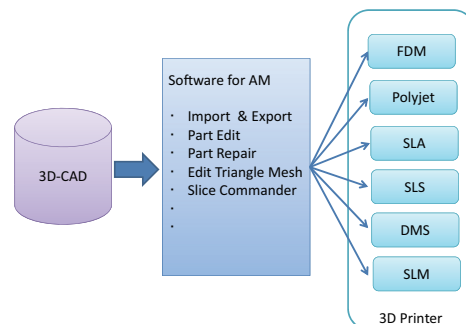 3D-CAD
Software for AM
· Import & Export
· Part Edit
· Part Repair
· Edit Triangle Mesh
· Slice Commander
·
·
FDM
Polyjet
SLA
SLS
DMS
SLM
3D Printer